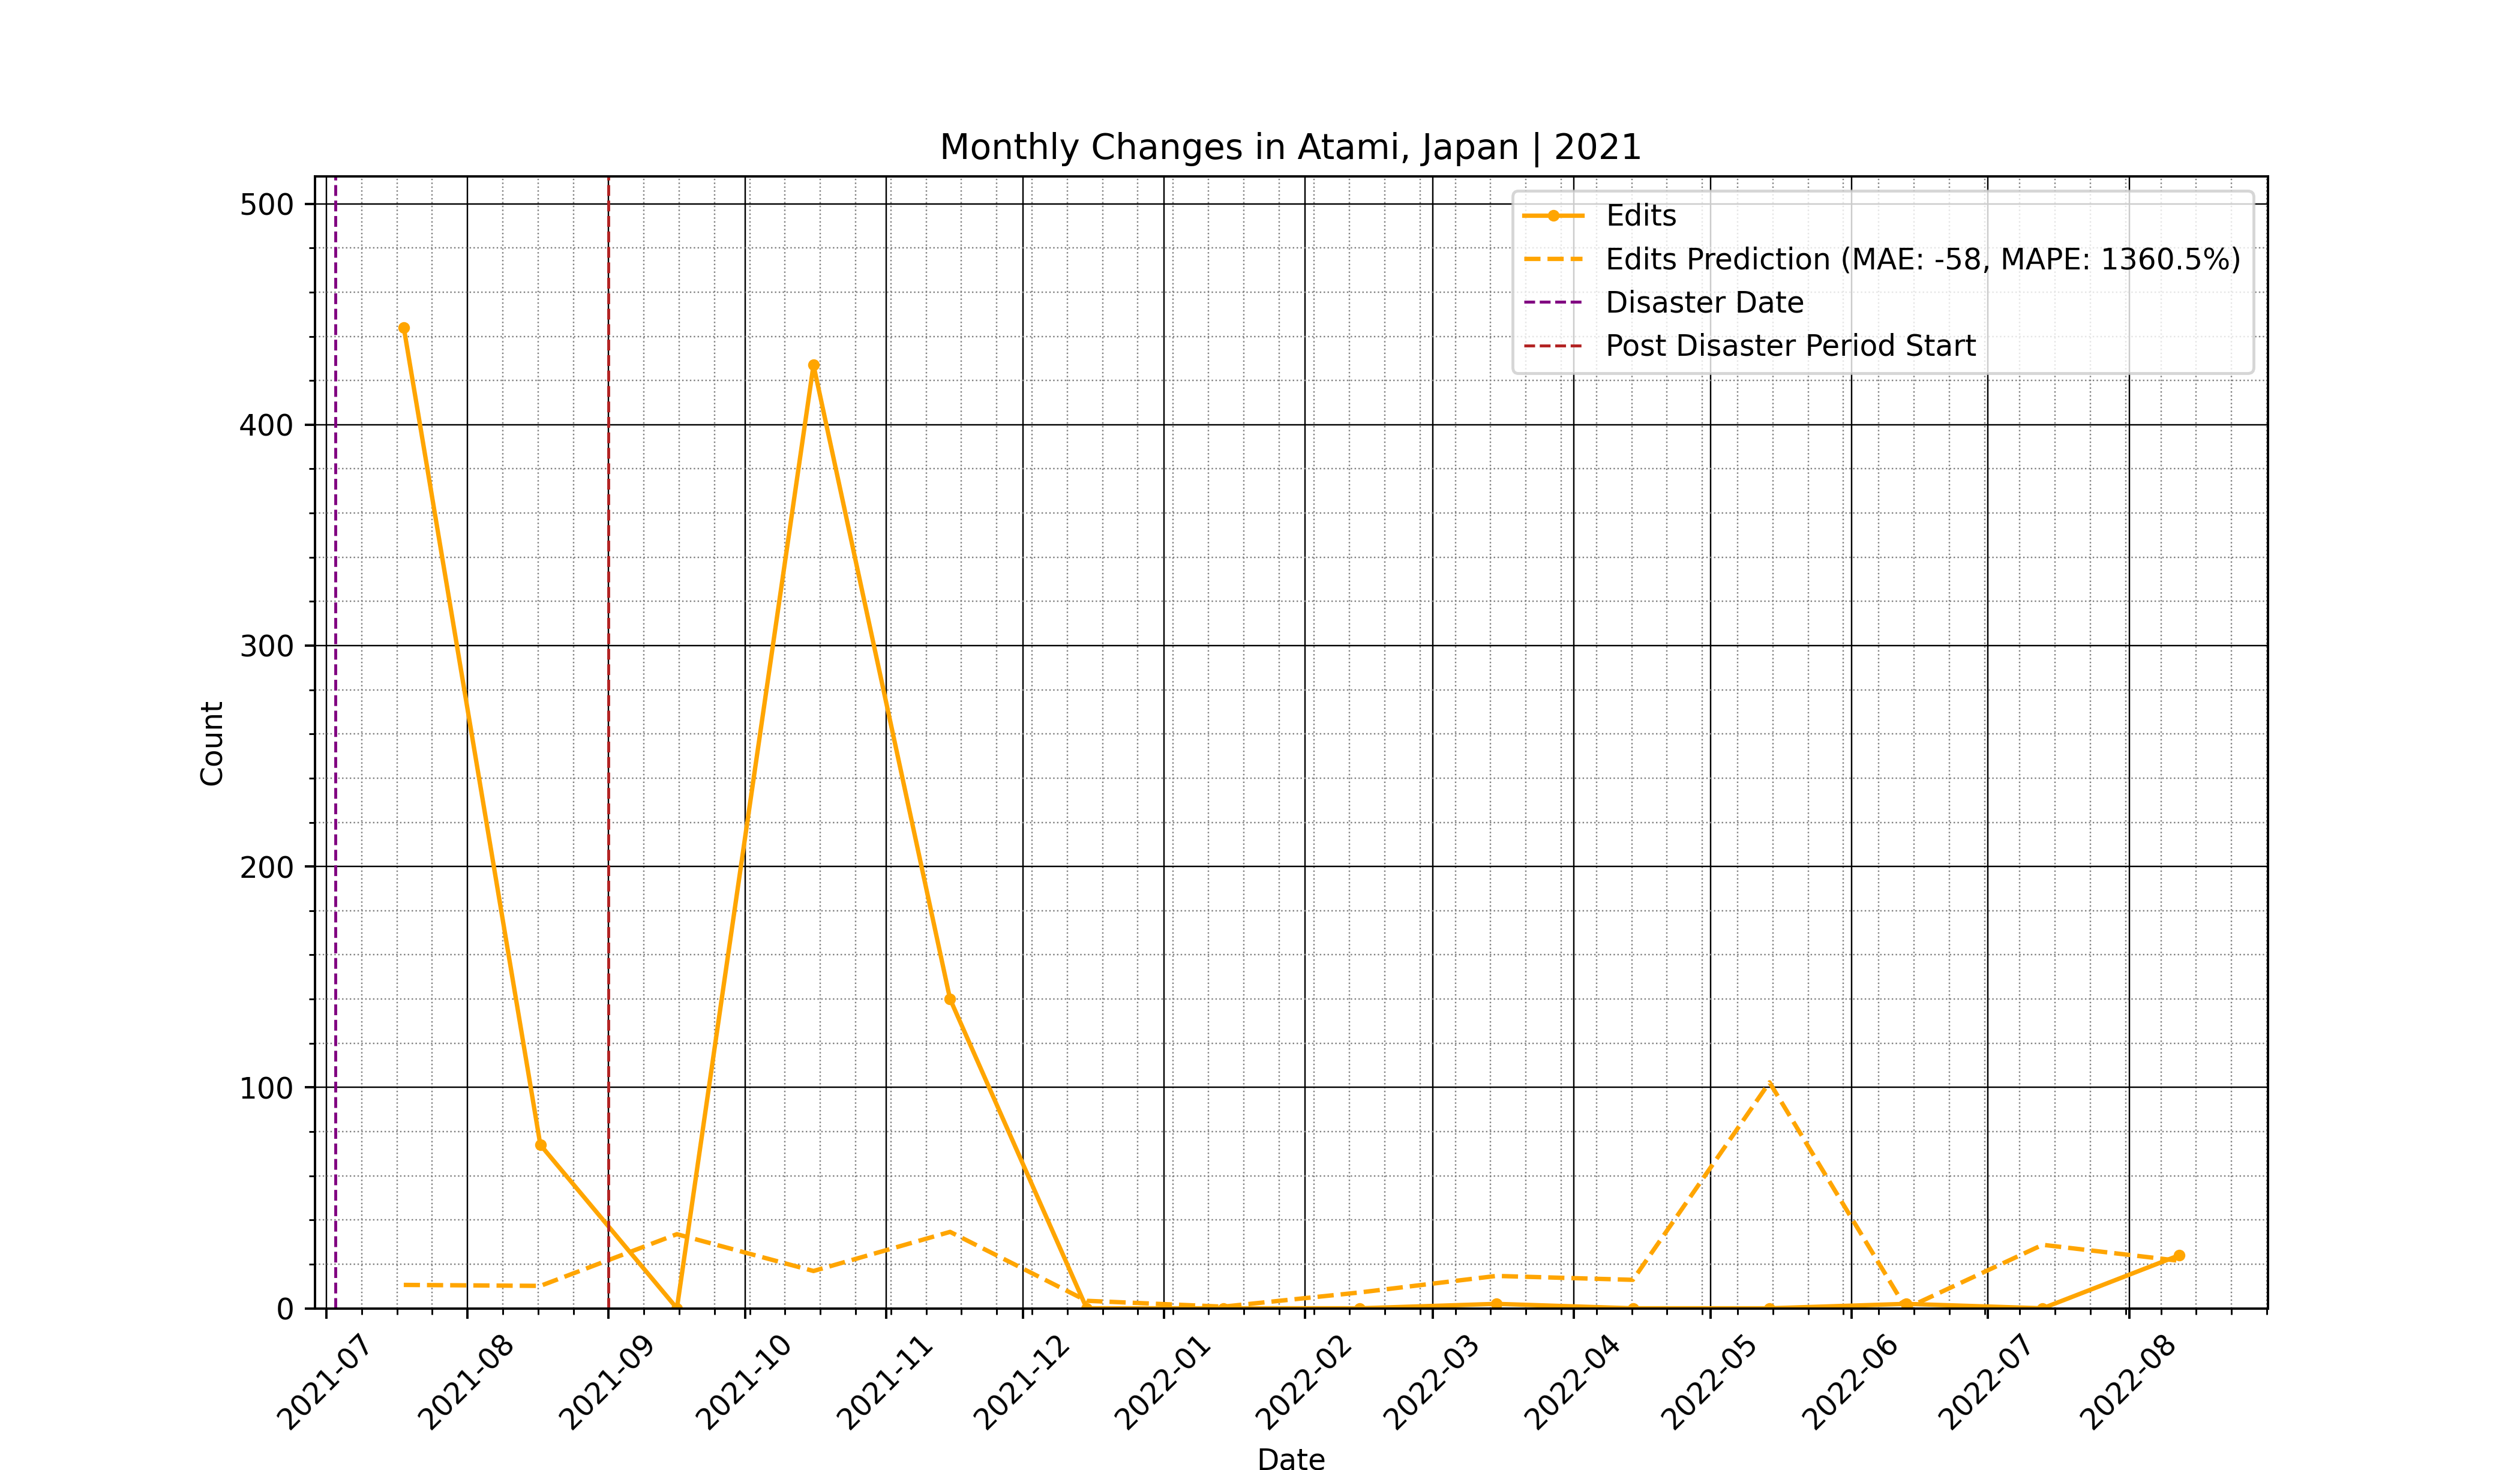 Monthly Changes in Atami, Japan | 2021
Edits
Edits Prediction (MAE: -58, MAPE: 1360.5%)
Disaster Date
Post Disaster Period Start
500
400
300
200
100
0
Count
2021-07
2021-08
2021-09
2021-10
2021-11
2021-12
2022-01
2022-02
2022-03
2022-04
2022-05
2022-06
2022-07
2022-08
Date